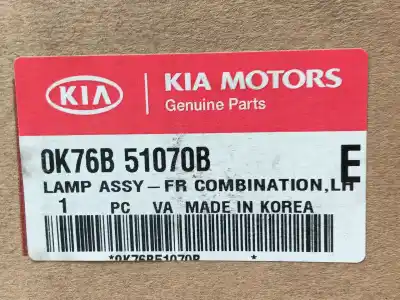 KIA
KIA MOTORS
Genuine Parts
0K76B 51070B
E
LAMP ASSY-FR COMBINATION,LH
1 PC VA MADE IN KOREA
*0K76B51070B *